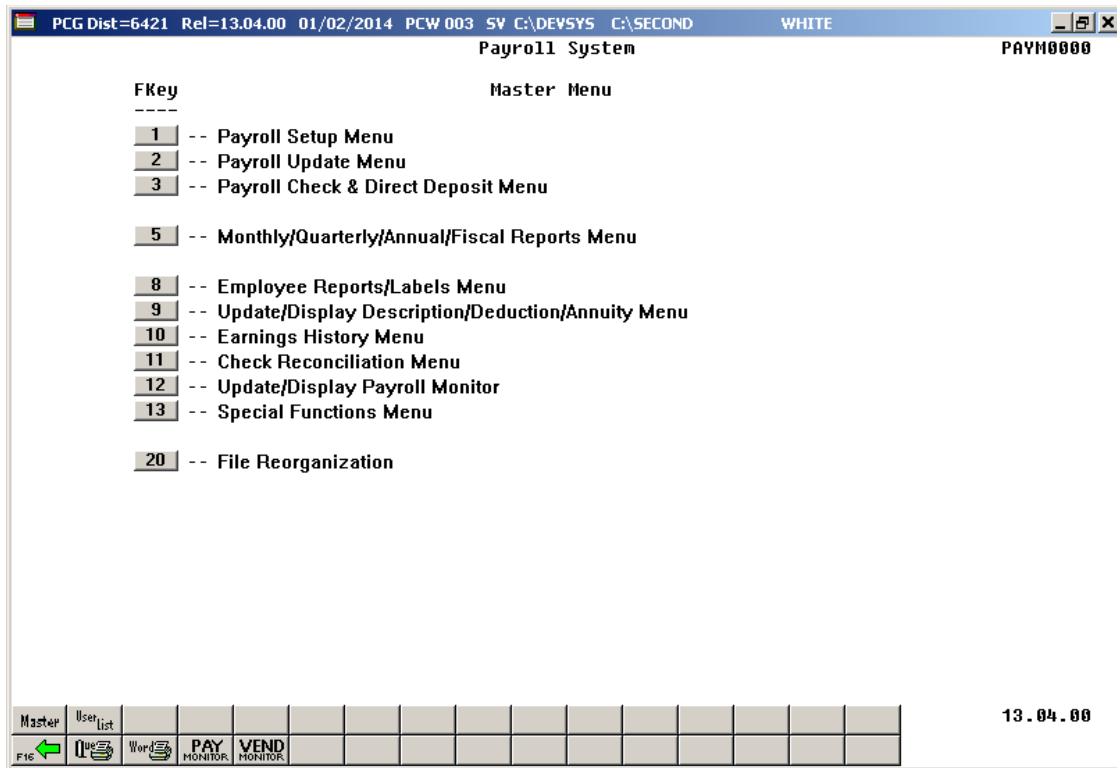 PCG Dist=6421 Rel=13.04.00 01/02/2014 PCW 003 SV C:\DEVSYS C:\SECOND WHITE
Payroll System PAYM0000
FKey Master Menu
----
1 -- Payroll Setup Menu
2 -- Payroll Update Menu
3 -- Payroll Check & Direct Deposit Menu
5 -- Monthly/Quarterly/Annual/Fiscal Reports Menu
8 -- Employee Reports/Labels Menu
9 -- Update/Display Description/Deduction/Annuity Menu
10 -- Earnings History Menu
11 -- Check Reconciliation Menu
12 -- Update/Display Payroll Monitor
13 -- Special Functions Menu
20 -- File Reorganization
Master User List 13.04.00
F16 Que Word PAY MONITOR VEND MONITOR